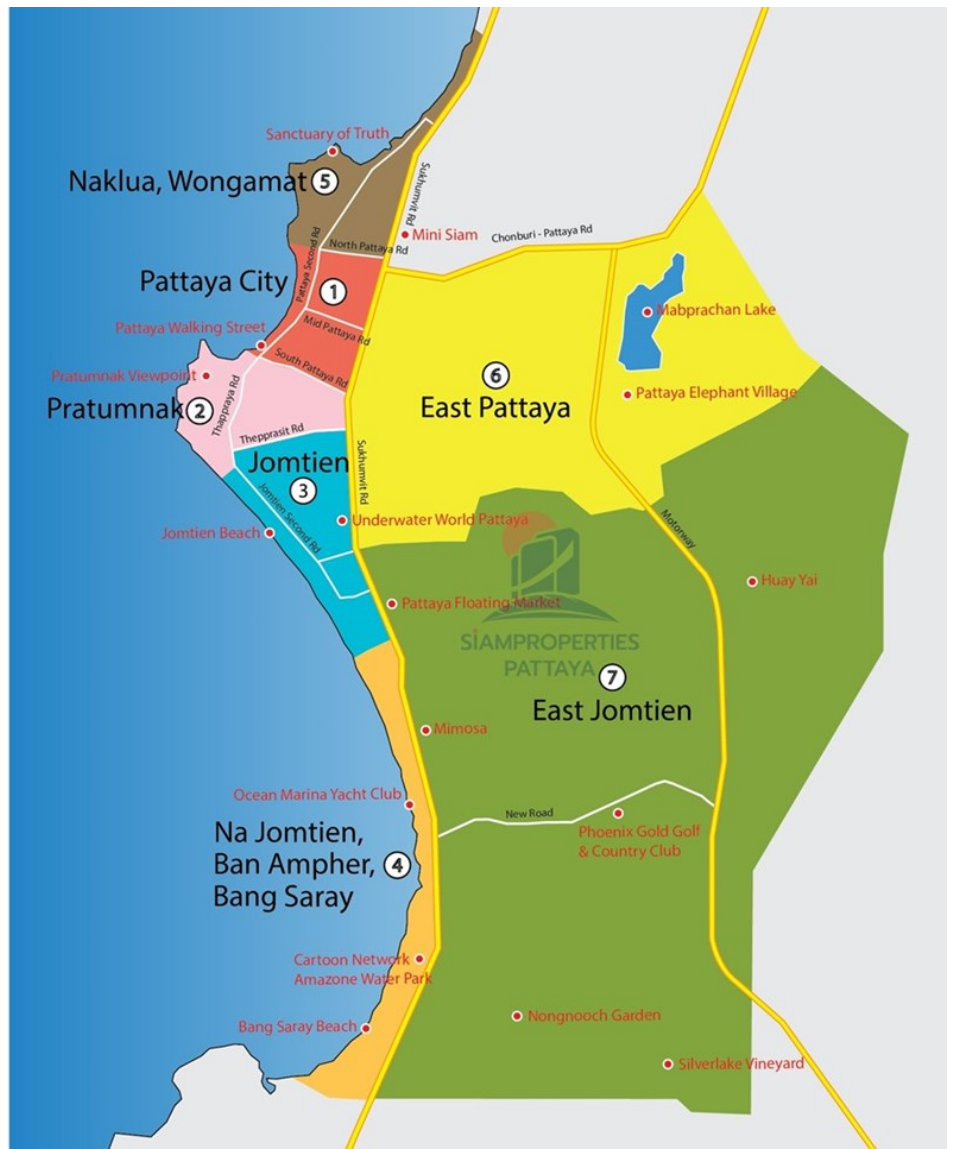 Sanctuary of Truth
Naklua, Wongamat 5
Sukhumvit Rd
Mini Siam
Chonburi - Pattaya Rd
North Pattaya Rd
Pattaya Second Rd
Pattaya City
1
Mabprachan Lake
Pattaya Walking Street
Mid Pattaya Rd
South Pattaya Rd
Pratumnak Viewpoint
Pratumnak 2
Thappraya Rd
6
East Pattaya
Pattaya Elephant Village
Thepprasit Rd
Jomtien
3
Sukhumvit Rd
Jomtien Second Rd
Underwater World Pattaya
Jomtien Beach
Motorway
Huay Yai
Pattaya Floating Market
SIAMPROPERTIES
PATTAYA
7
East Jomtien
Mimosa
Ocean Marina Yacht Club
New Road
Phoenix Gold Golf
& Country Club
Na Jomtien,
Ban Ampher, 4
Bang Saray
Cartoon Network
Amazone Water Park
Nongnooch Garden
Bang Saray Beach
Silverlake Vineyard